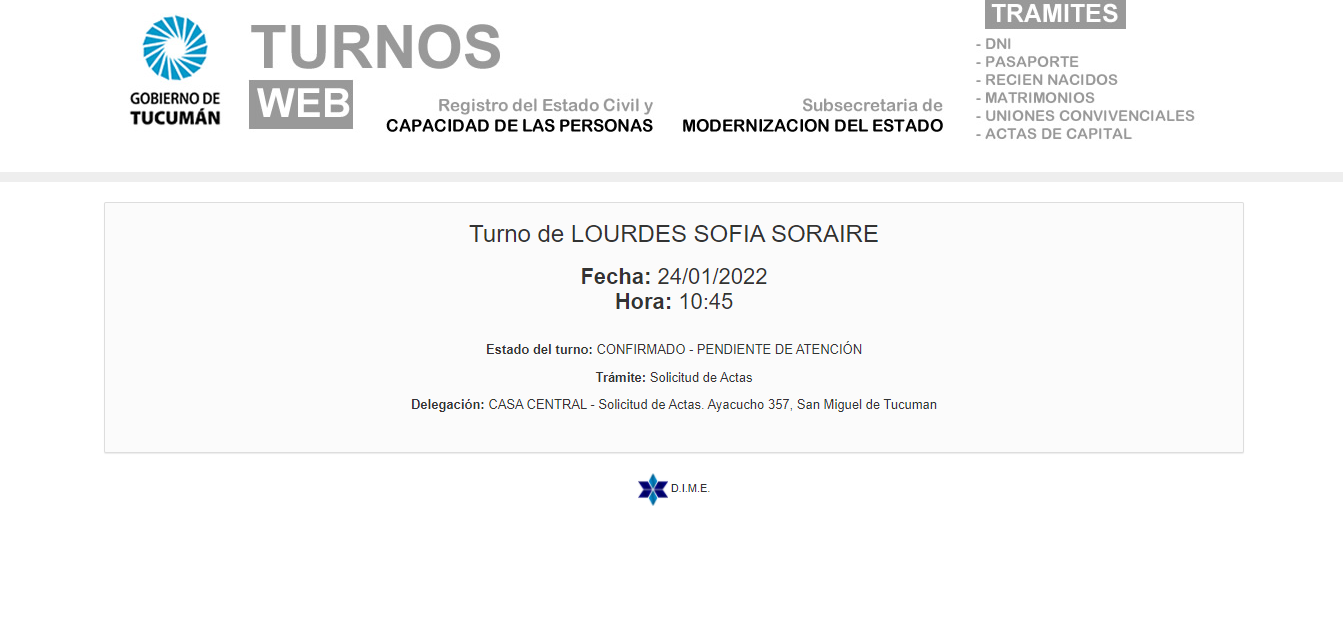 GOBIERNO DE
TUCUMÁN
TURNOS
WEB
Registro del Estado Civil y
CAPACIDAD DE LAS PERSONAS
Subsecretaria de
MODERNIZACION DEL ESTADO
TRAMITES
- DNI
- PASAPORTE
- RECIEN NACIDOS
- MATRIMONIOS
- UNIONES CONVIVENCIALES
- ACTAS DE CAPITAL
Turno de LOURDES SOFIA SORAIRE
Fecha: 24/01/2022
Hora: 10:45
Estado del turno: CONFIRMADO - PENDIENTE DE ATENCIÓN
Trámite: Solicitud de Actas
Delegación: CASA CENTRAL - Solicitud de Actas. Ayacucho 357, San Miguel de Tucuman
D.I.M.E.